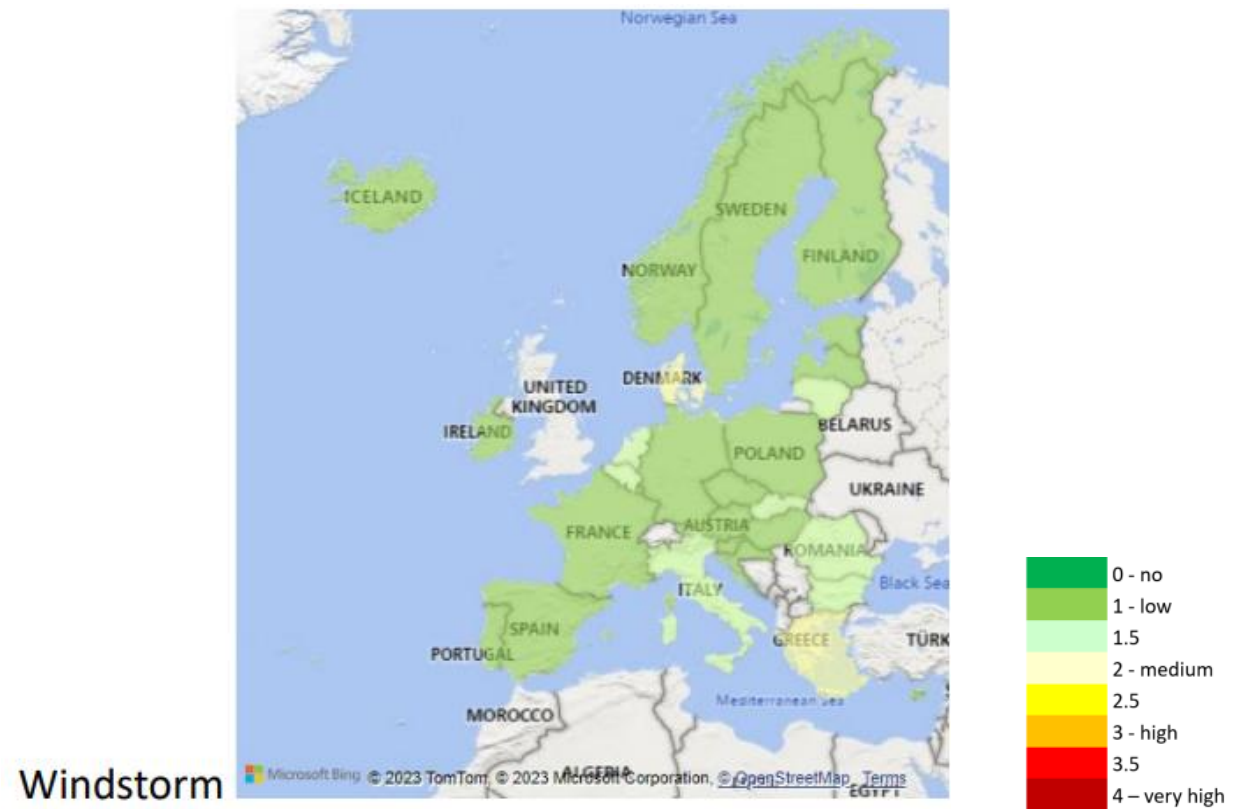 Norwegian Sea
ICELAND
SWEDEN
FINLAND
NORWAY
DENMARK
UNITED
KINGDOM
IRELAND
BELARUS
POLAND
UKRAINE
FRANCE
AUSTRIA
ROMANIA
Black Sea
ITALY
SPAIN
PORTUGAL
GREECE
TÜRK
Mediterranean Sea
MOROCCO
ALGERIA
EGYPT
Windstorm
Microsoft Bing © 2023 TomTom, © 2023 Microsoft Corporation, © OpenStreetMap Terms
0 - no
1 - low
1.5
2 - medium
2.5
3 - high
3.5
4 – very high